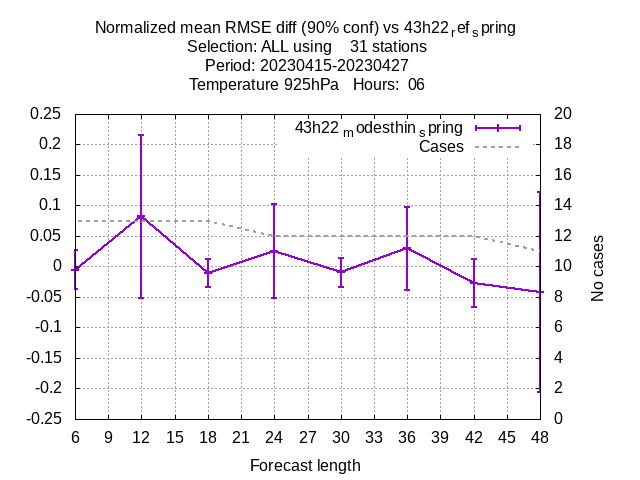 Normalized mean RMSE diff (90% conf) vs 43h22refspring
Selection: ALL using 31 stations
Period: 20230415-20230427
Temperature 925hPa Hours: 06
43h22modesthinspring
Cases
0.25
0.2
0.15
0.1
0.05
0
-0.05
-0.1
-0.15
-0.2
-0.25
20
18
16
14
12
10
8
6
4
2
0
No cases
6 9 12 15 18 21 24 27 30 33 36 39 42 45 48
Forecast length